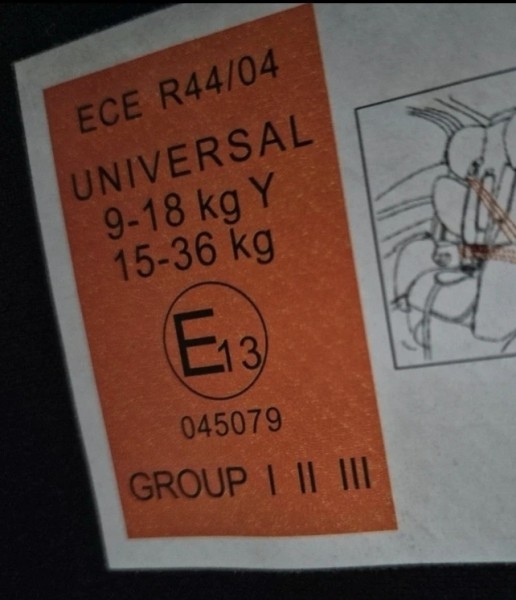 ECE R44/04
UNIVERSAL
9-18 kg Y
15-36 kg
E13
045079
GROUP I II III